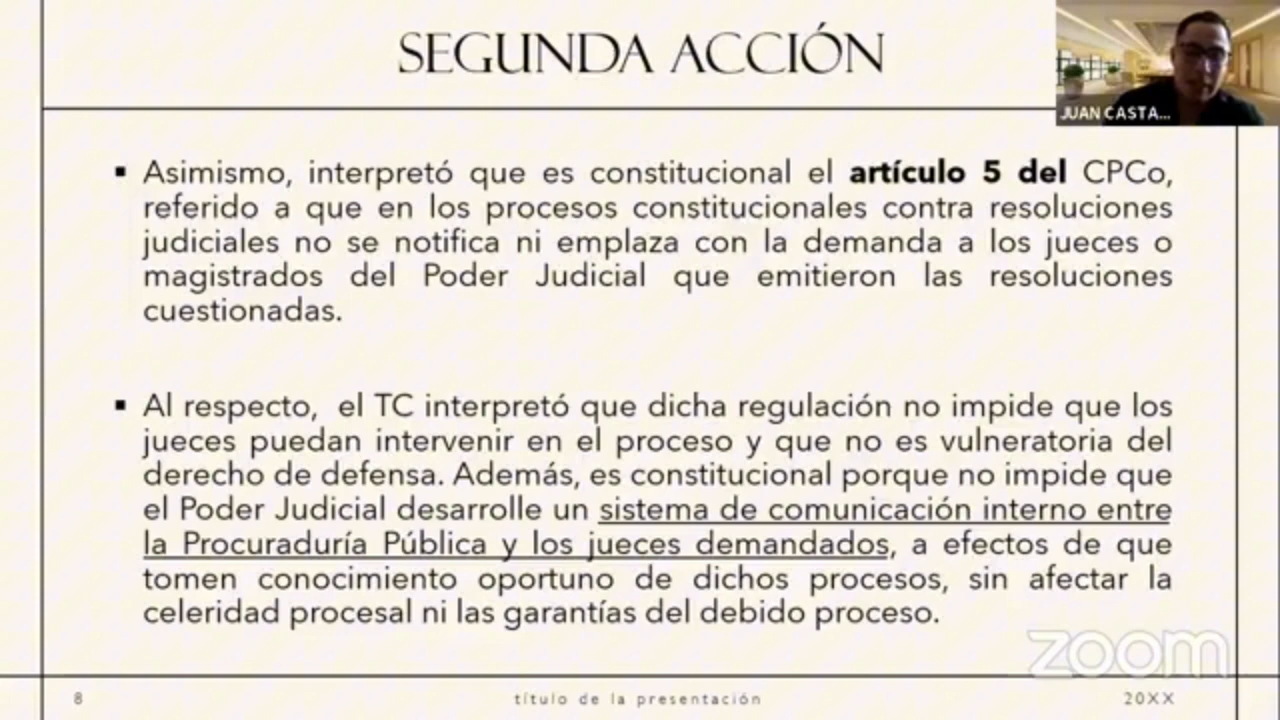 SEGUNDA ACCIÓN
JUAN CASTA...
▪ Asimismo, interpretó que es constitucional el artículo 5 del CPCo,
referido a que en los procesos constitucionales contra resoluciones
judiciales no se notifica ni emplaza con la demanda a los jueces o
magistrados del Poder Judicial que emitieron las resoluciones
cuestionadas.
▪ Al respecto, el TC interpretó que dicha regulación no impide que los
jueces puedan intervenir en el proceso y que no es vulneratoria del
derecho de defensa. Además, es constitucional porque no impide que
el Poder Judicial desarrolle un sistema de comunicación interno entre
la Procuraduría Pública y los jueces demandados, a efectos de que
tomen conocimiento oportuno de dichos procesos, sin afectar la
celeridad procesal ni las garantías del debido proceso.
zoom
8 título de la presentación 20XX